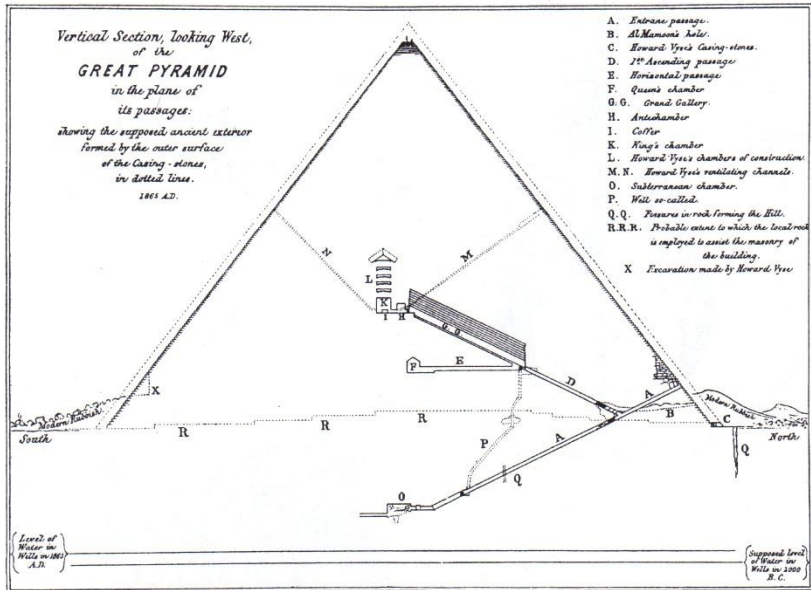 Vertical Section, looking West,
of the
GREAT PYRAMID
in the plane of
its passages:
showing the supposed ancient exterior
formed by the outer surface
of the Casing-stones,
in dotted lines.
1865 A.D.
A. Entrane passage.
B. Al Mamoon's hole.
C. Howard Vyse's Casing-stones.
D. 1st Ascending passage
E. Horizontal passage
F. Queen's chamber
G.G. Grand Gallery.
H. Antechamber
I. Coffer
K. King's chamber
L. Howard Vyse's chambers of construction.
M.N. Howard Vyse's ventilating channels.
O. Subterranean chamber.
P. Well so-called.
Q.Q. Fissures in rock forming the Hill.
R.R.R. Probable extent to which the local rock
is employed to assist the masonry of
the building.
X Excavation made by Howard Vyse
N
M
L
K
I
H
G.G
F
E
D
A
X
Modern Rubbish
Modern Rubbish
B
C
South
R
R
R
R
North
P
A
Q
Q
O
Level of
Water in
Wells in 1865
A.D.
Supposed level
of Water in
Wells in 2000
B.C.